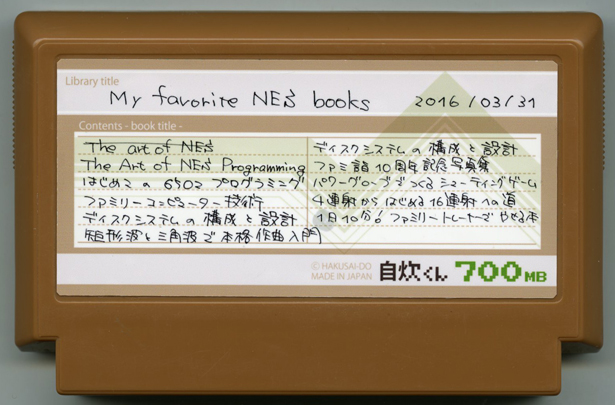 Library title
My favorite NES books 2016/03/31
Contents - book title -
The art of NES
The Art of NES Programming
はじめての6502プログラミング
ファミリーコンピューター技術
ディスクシステムの構成と設計
矩形波と三角波で本格作曲入門
ディスクシステムの構成と設計
ファミ詣10周年記念写真集
パワーグローブでつくるシューティングゲーム
4連射からはじめる16連射への道
1日10分! ファミリートレーナーでやせる本
© HAKUSAI-DO
MADE IN JAPAN
自炊くん 700MB